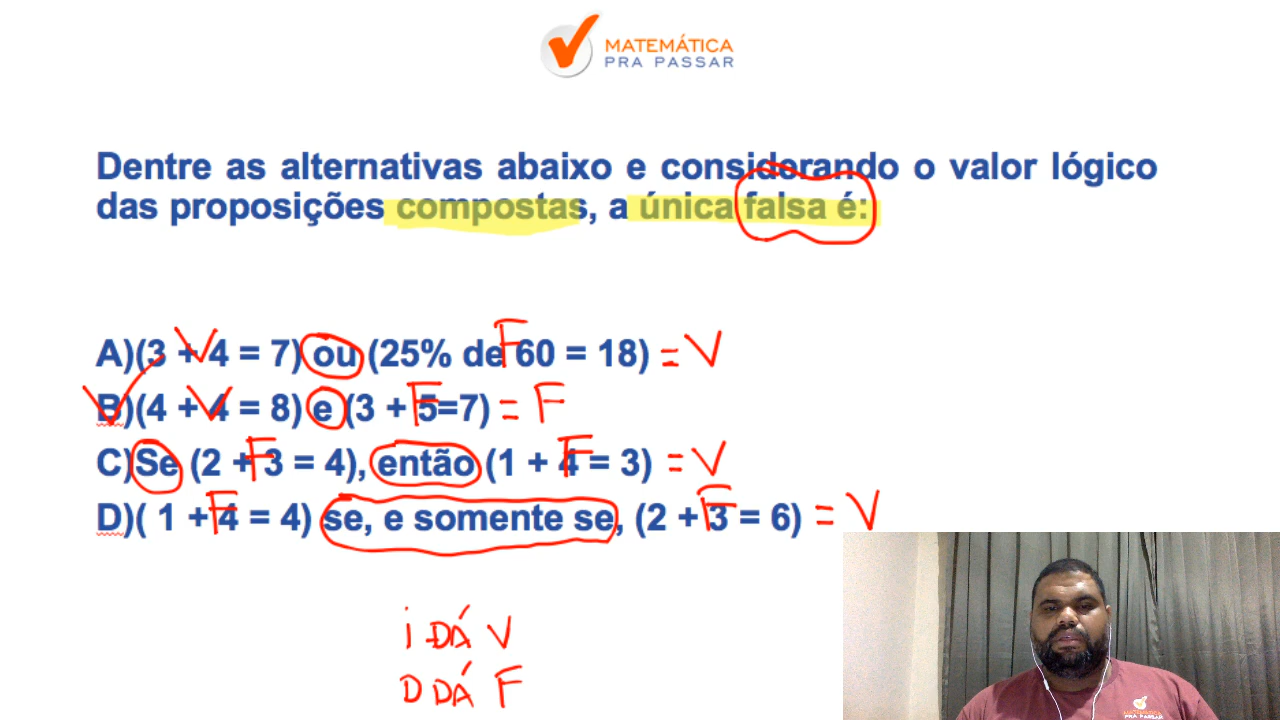 MATEMÁTICA
PRA PASSAR
Dentre as alternativas abaixo e considerando o valor lógico
das proposições compostas, a única falsa é:
A)(3 + 4 = 7) ou (25% de 60 = 18) = V
V F
B)(4 + 4 = 8) e (3 + 5=7) = F
V F
C)Se (2 + 3 = 4), então (1 + 4 = 3) = V
F F
D)( 1 + 4 = 4) se, e somente se, (2 + 3 = 6) = V
F F
i DÁ V
D DÁ F